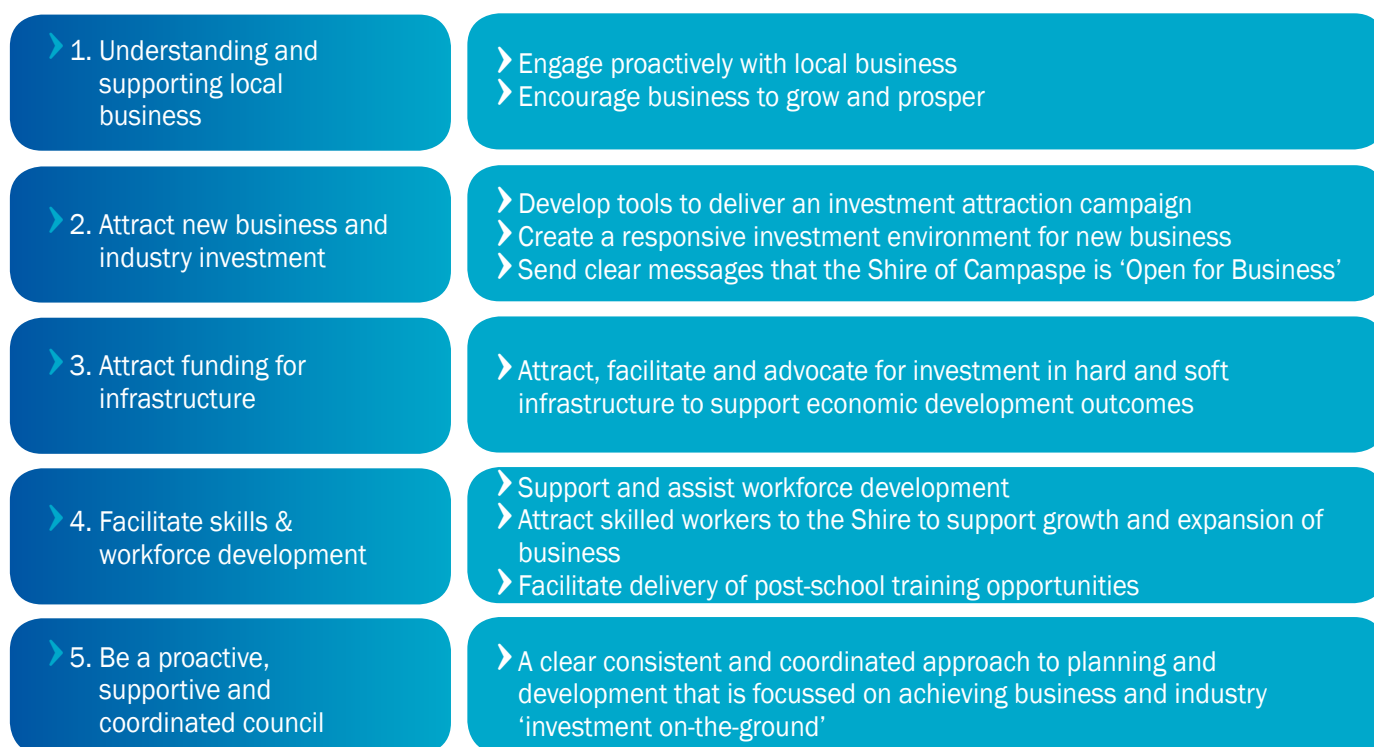 1. Understanding and
supporting local
business
Engage proactively with local business
Encourage business to grow and prosper
2. Attract new business and
industry investment
Develop tools to deliver an investment attraction campaign
Create a responsive investment environment for new business
Send clear messages that the Shire of Campaspe is ‘Open for Business’
3. Attract funding for
infrastructure
Attract, facilitate and advocate for investment in hard and soft
infrastructure to support economic development outcomes
4. Facilitate skills &
workforce development
Support and assist workforce development
Attract skilled workers to the Shire to support growth and expansion of
business
Facilitate delivery of post-school training opportunities
5. Be a proactive,
supportive and
coordinated council
A clear consistent and coordinated approach to planning and
development that is focussed on achieving business and industry
‘investment on-the-ground’